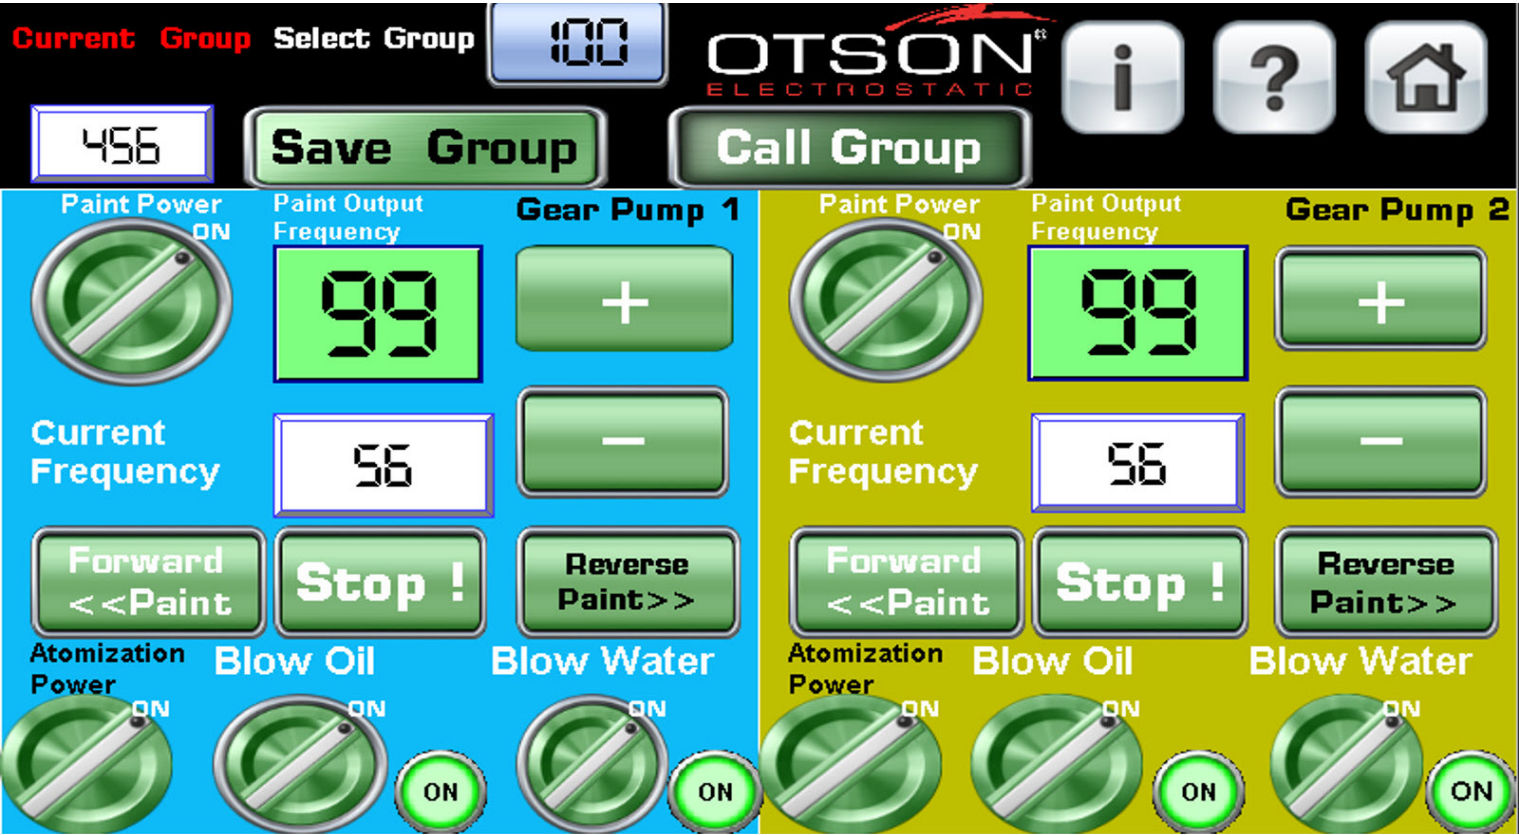 Current Group Select Group 100
OTSON®
ELECTROSTATIC
i ?
456 Save Group Call Group
Paint Power
ON
Paint Output
Frequency
99
Gear Pump 1
+
Current
Frequency
56
−
Forward
<<Paint
Stop !
Reverse
Paint>>
Atomization
Power
ON
Blow Oil
ON
ON
Blow Water
ON
ON
Paint Power
ON
Paint Output
Frequency
99
Gear Pump 2
+
Current
Frequency
56
−
Forward
<<Paint
Stop !
Reverse
Paint>>
Atomization
Power
ON
Blow Oil
ON
ON
Blow Water
ON
ON